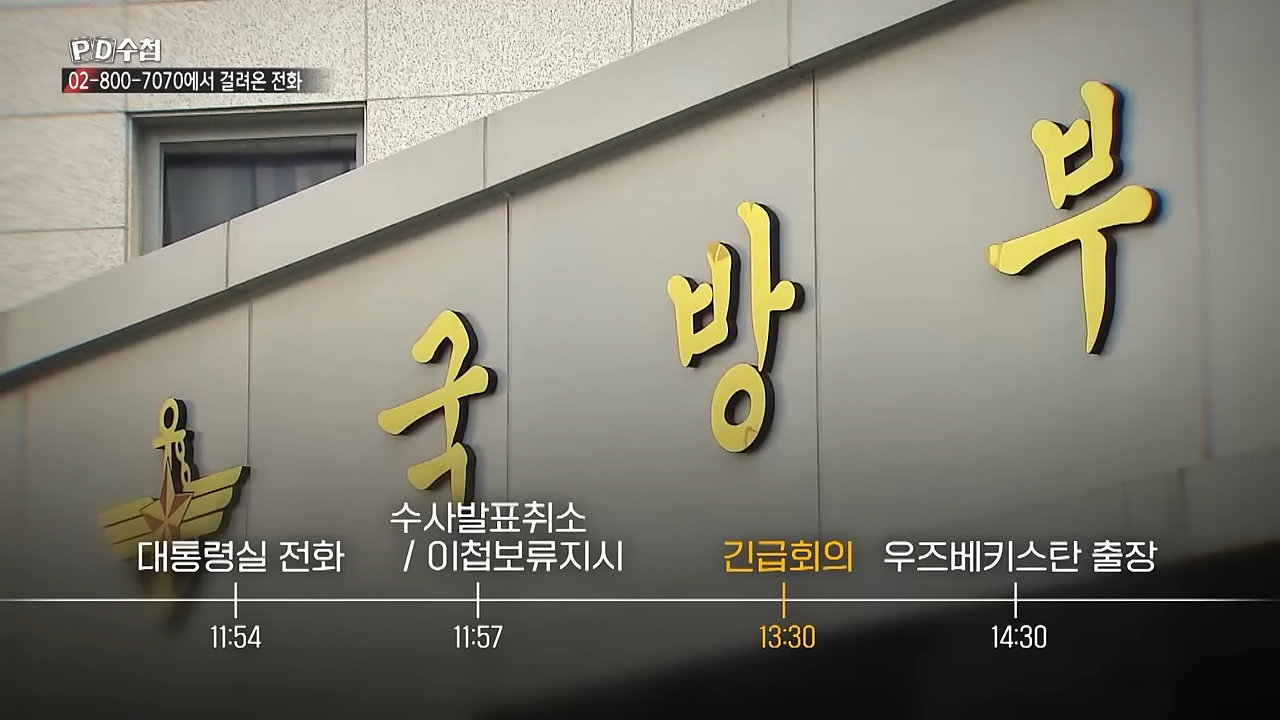 PD수첩
02-800-7070에서 걸려온 전화
국방부
대통령실 전화
수사발표취소
/ 이첩보류지시
긴급회의
우즈베키스탄 출장
11:54
11:57
13:30
14:30